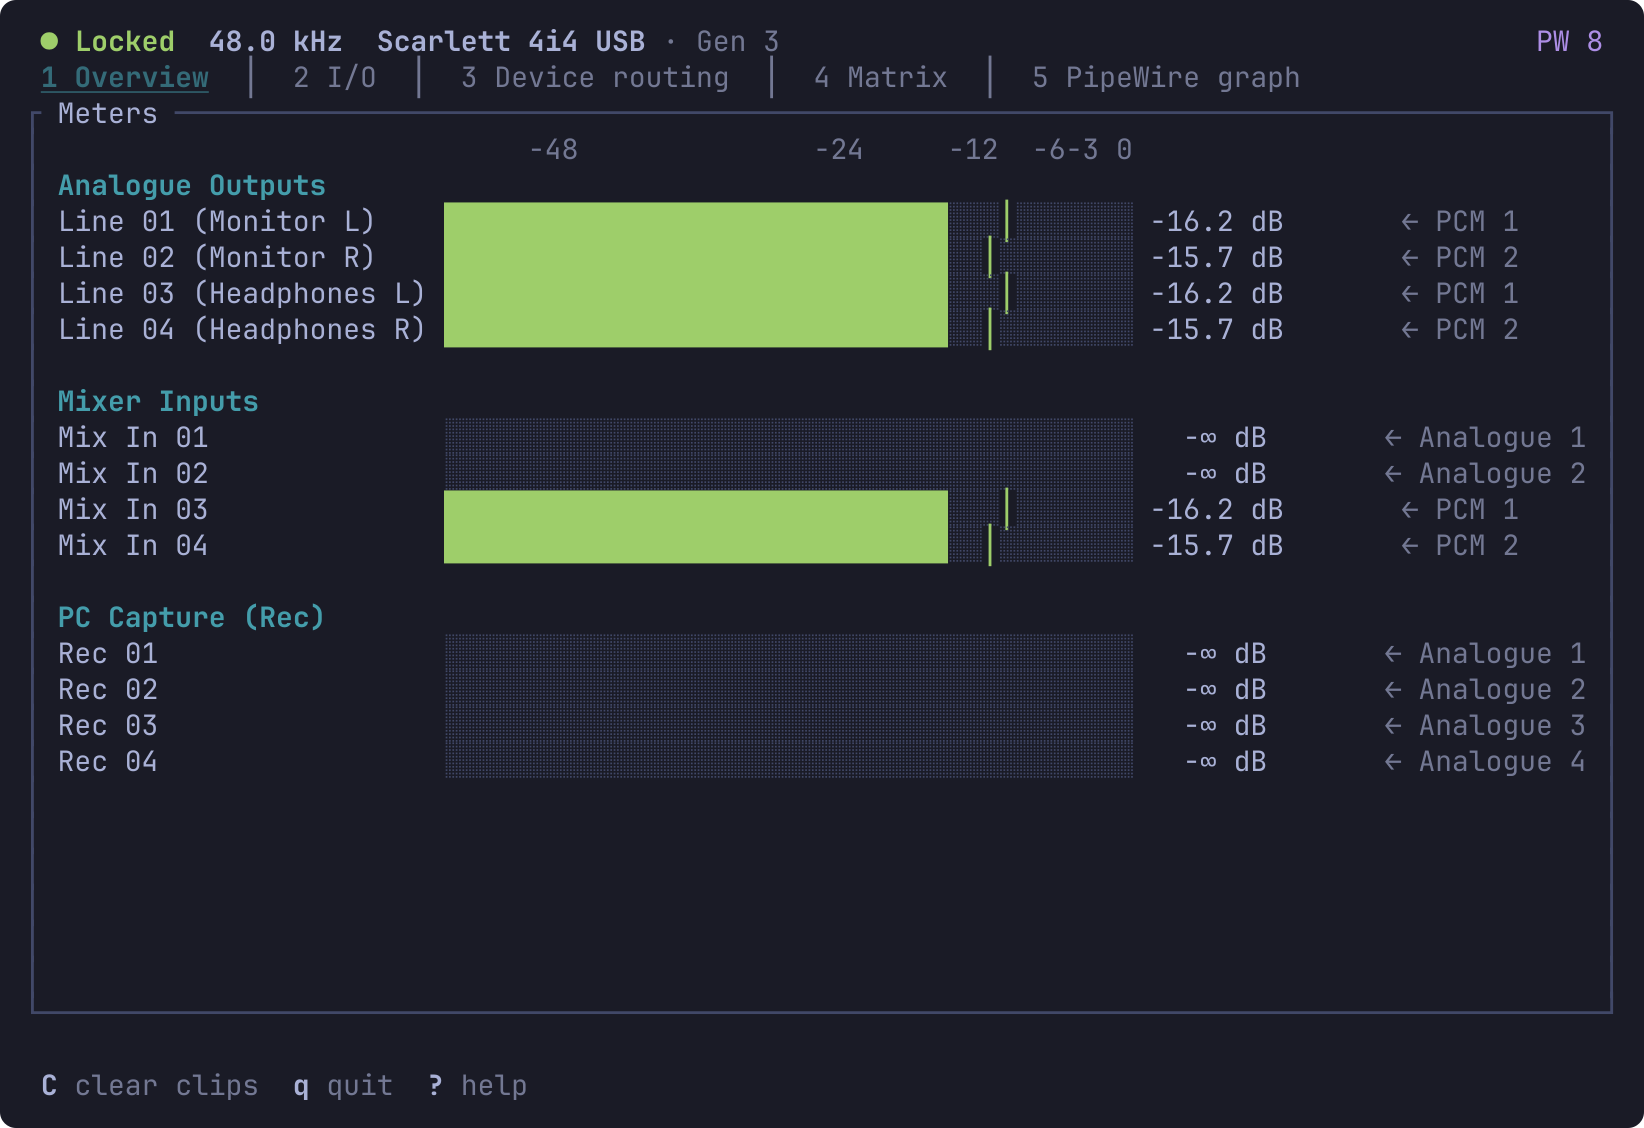 ● Locked  48.0 kHz  Scarlett 4i4 USB · Gen 3  PW 8
1 Overview │ 2 I/O │ 3 Device routing │ 4 Matrix │ 5 PipeWire graph
Meters
-48 -24 -12 -6-3 0
Analogue Outputs
Line 01 (Monitor L) -16.2 dB ← PCM 1
Line 02 (Monitor R) -15.7 dB ← PCM 2
Line 03 (Headphones L) -16.2 dB ← PCM 1
Line 04 (Headphones R) -15.7 dB ← PCM 2
Mixer Inputs
Mix In 01 -∞ dB ← Analogue 1
Mix In 02 -∞ dB ← Analogue 2
Mix In 03 -16.2 dB ← PCM 1
Mix In 04 -15.7 dB ← PCM 2
PC Capture (Rec)
Rec 01 -∞ dB ← Analogue 1
Rec 02 -∞ dB ← Analogue 2
Rec 03 -∞ dB ← Analogue 3
Rec 04 -∞ dB ← Analogue 4
C clear clips  q quit  ? help